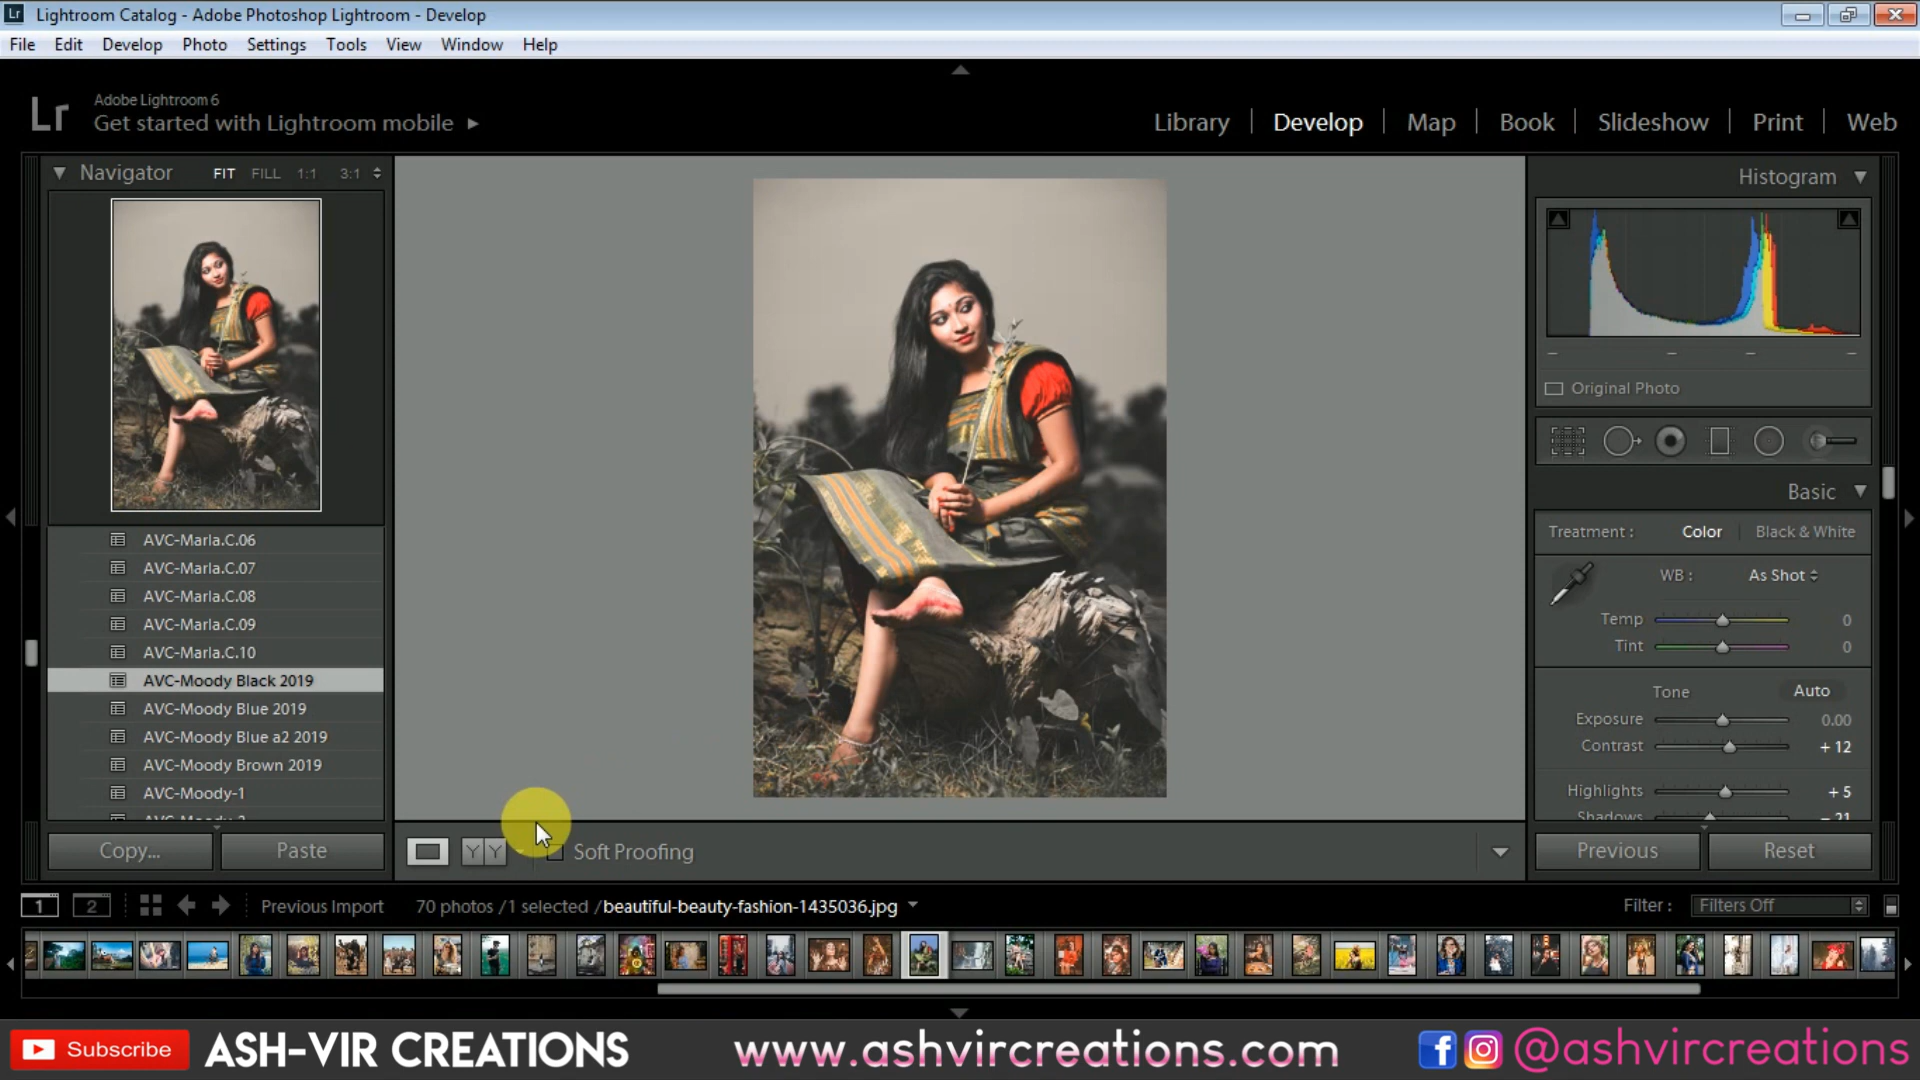 Lr Lightroom Catalog - Adobe Photoshop Lightroom - Develop
File Edit Develop Photo Settings Tools View Window Help
Lr Adobe Lightroom 6
Get started with Lightroom mobile
Library Develop Map Book Slideshow Print Web
Navigator FIT FILL 1:1 3:1
Histogram
Original Photo
Basic
Treatment : Color Black & White
WB : As Shot
Temp 0
Tint 0
Tone Auto
Exposure 0.00
Contrast + 12
Highlights + 5
Shadows - 21
AVC-Marla.C.06
AVC-Marla.C.07
AVC-Marla.C.08
AVC-Marla.C.09
AVC-Marla.C.10
AVC-Moody Black 2019
AVC-Moody Blue 2019
AVC-Moody Blue a2 2019
AVC-Moody Brown 2019
AVC-Moody-1
Copy... Paste
Y Y Soft Proofing
Previous Reset
1 2 Previous Import 70 photos /1 selected /beautiful-beauty-fashion-1435036.jpg Filter : Filters Off
Subscribe ASH-VIR CREATIONS www.ashvircreations.com @ashvircreations